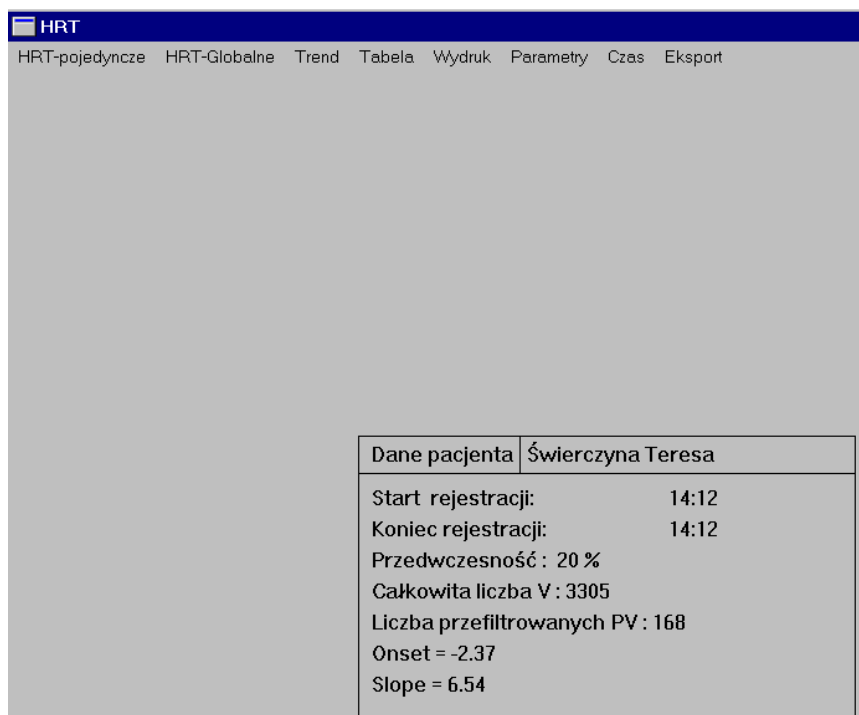 HRT
HRT-pojedyncze HRT-Globalne Trend Tabela Wydruk Parametry Czas Eksport
Dane pacjenta Świerczyna Teresa
Start rejestracji: 14:12
Koniec rejestracji: 14:12
Przedwczesność : 20 %
Całkowita liczba V : 3305
Liczba przefiltrowanych PV : 168
Onset = -2.37
Slope = 6.54